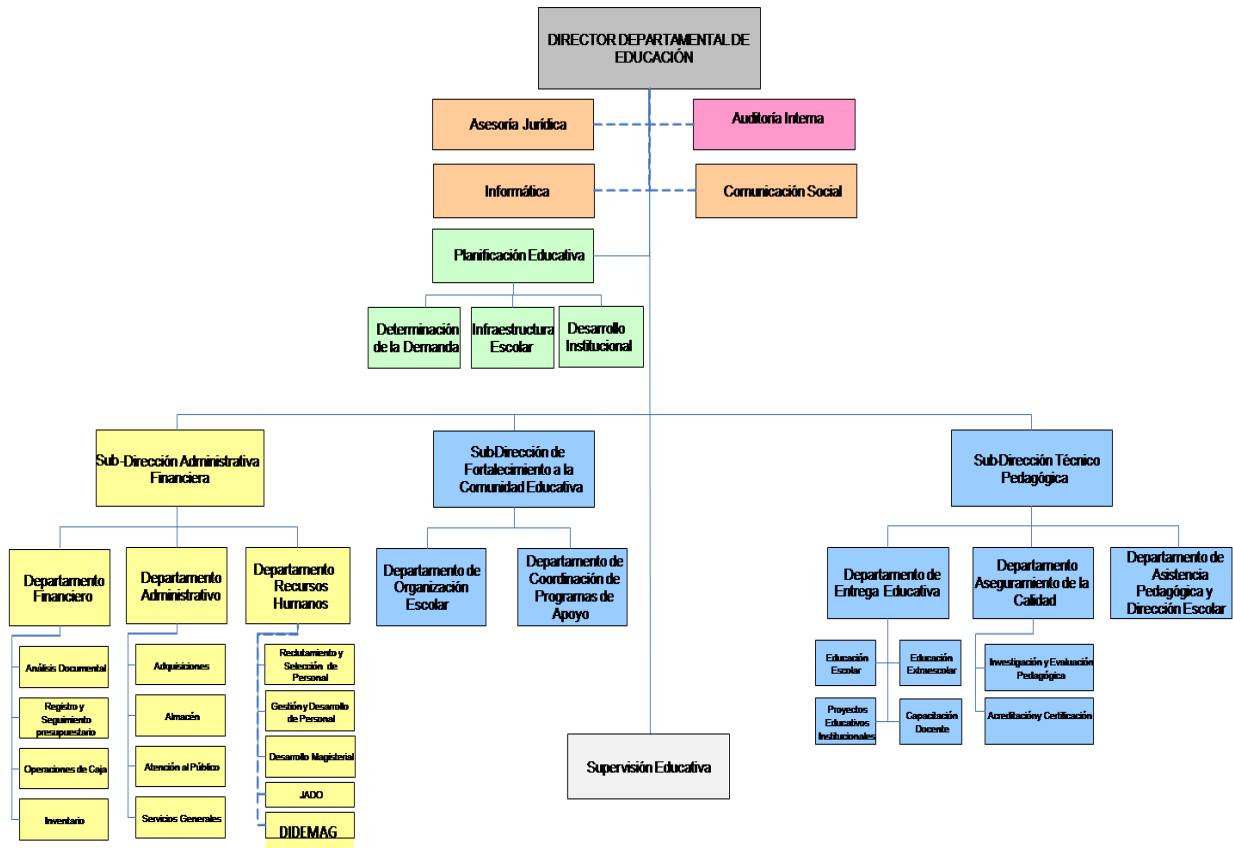 DIRECTOR DEPARTAMENTAL DE
EDUCACIÓN
Asesoría Jurídica
Auditoría Interna
Informática
Comunicación Social
Planificación Educativa
Determinación
de la Demanda
Infraestructura
Escolar
Desarrollo
Institucional
Sub-Dirección Administrativa
Financiera
Sub-Dirección de
Fortalecimiento a la
Comunidad Educativa
Sub-Dirección Técnico
Pedagógica
Departamento
Financiero
Departamento
Administrativo
Departamento
Recursos
Humanos
Departamento de
Organización
Escolar
Departamento de
Coordinación de
Programas de
Apoyo
Departamento de
Entrega Educativa
Departamento
Aseguramiento de la
Calidad
Departamento de
Asistencia
Pedagógica y
Dirección Escolar
Análisis Documental
Registro y
Seguimiento
presupuestario
Operaciones de Caja
Inventario
Adquisiciones
Almacén
Atención al Público
Servicios Generales
Reclutamiento y
Selección de
Personal
Gestión y Desarrollo
de Personal
Desarrollo Magisterial
JADO
DIDEMAG
Educación
Escolar
Educación
Extraescolar
Proyectos
Educativos
Institucionales
Capacitación
Docente
Investigación y Evaluación
Pedagógica
Acreditación y Certificación
Supervisión Educativa